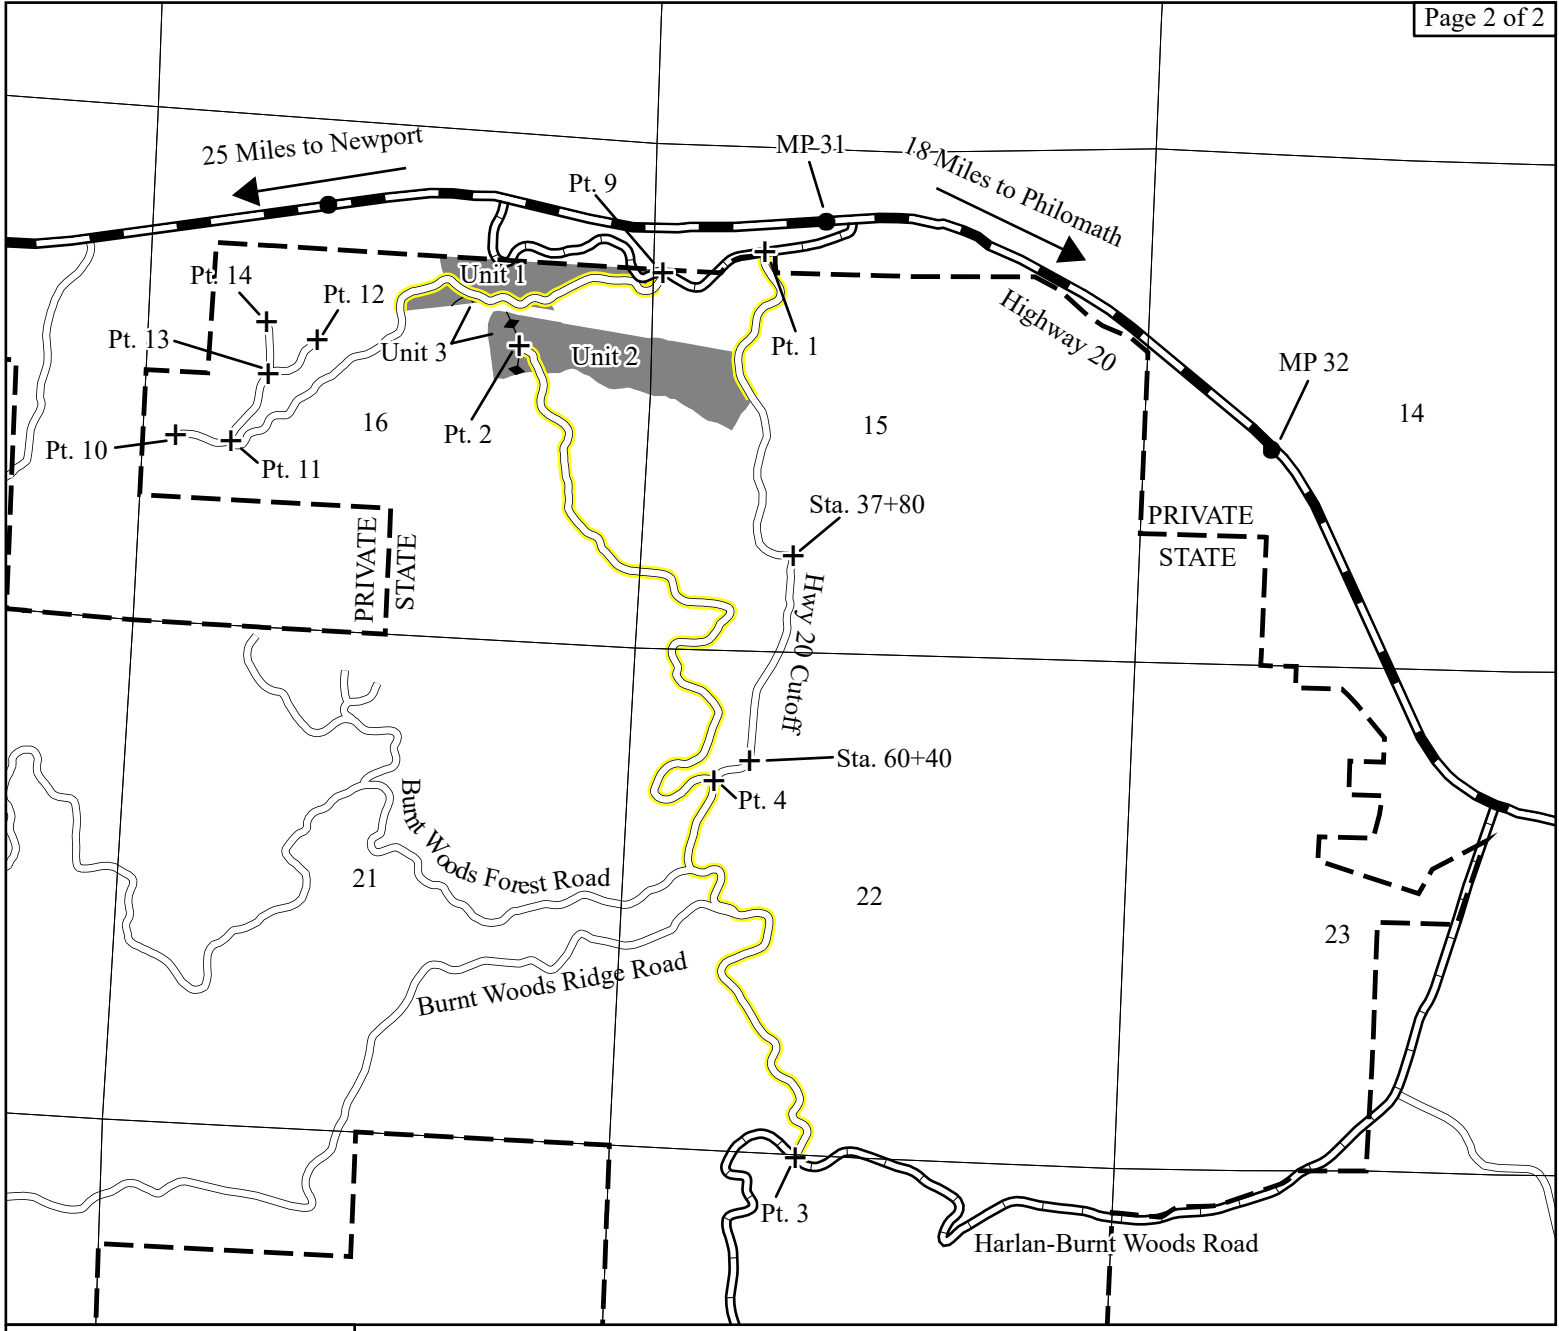 Page 2 of 2
25 Miles to Newport
MP 31
18 Miles to Philomath
Pt. 9
Unit 1
Pt. 14
Pt. 12
Pt. 13
Unit 3
Unit 2
Pt. 1
Highway 20
MP 32
Pt. 2
16
15
14
Pt. 10
Pt. 11
Sta. 37+80
PRIVATE
STATE
PRIVATE
STATE
Hwy 20 Cutoff
Sta. 60+40
Pt. 4
Burnt Woods Forest Road
21
22
23
Burnt Woods Ridge Road
Pt. 3
Harlan-Burnt Woods Road